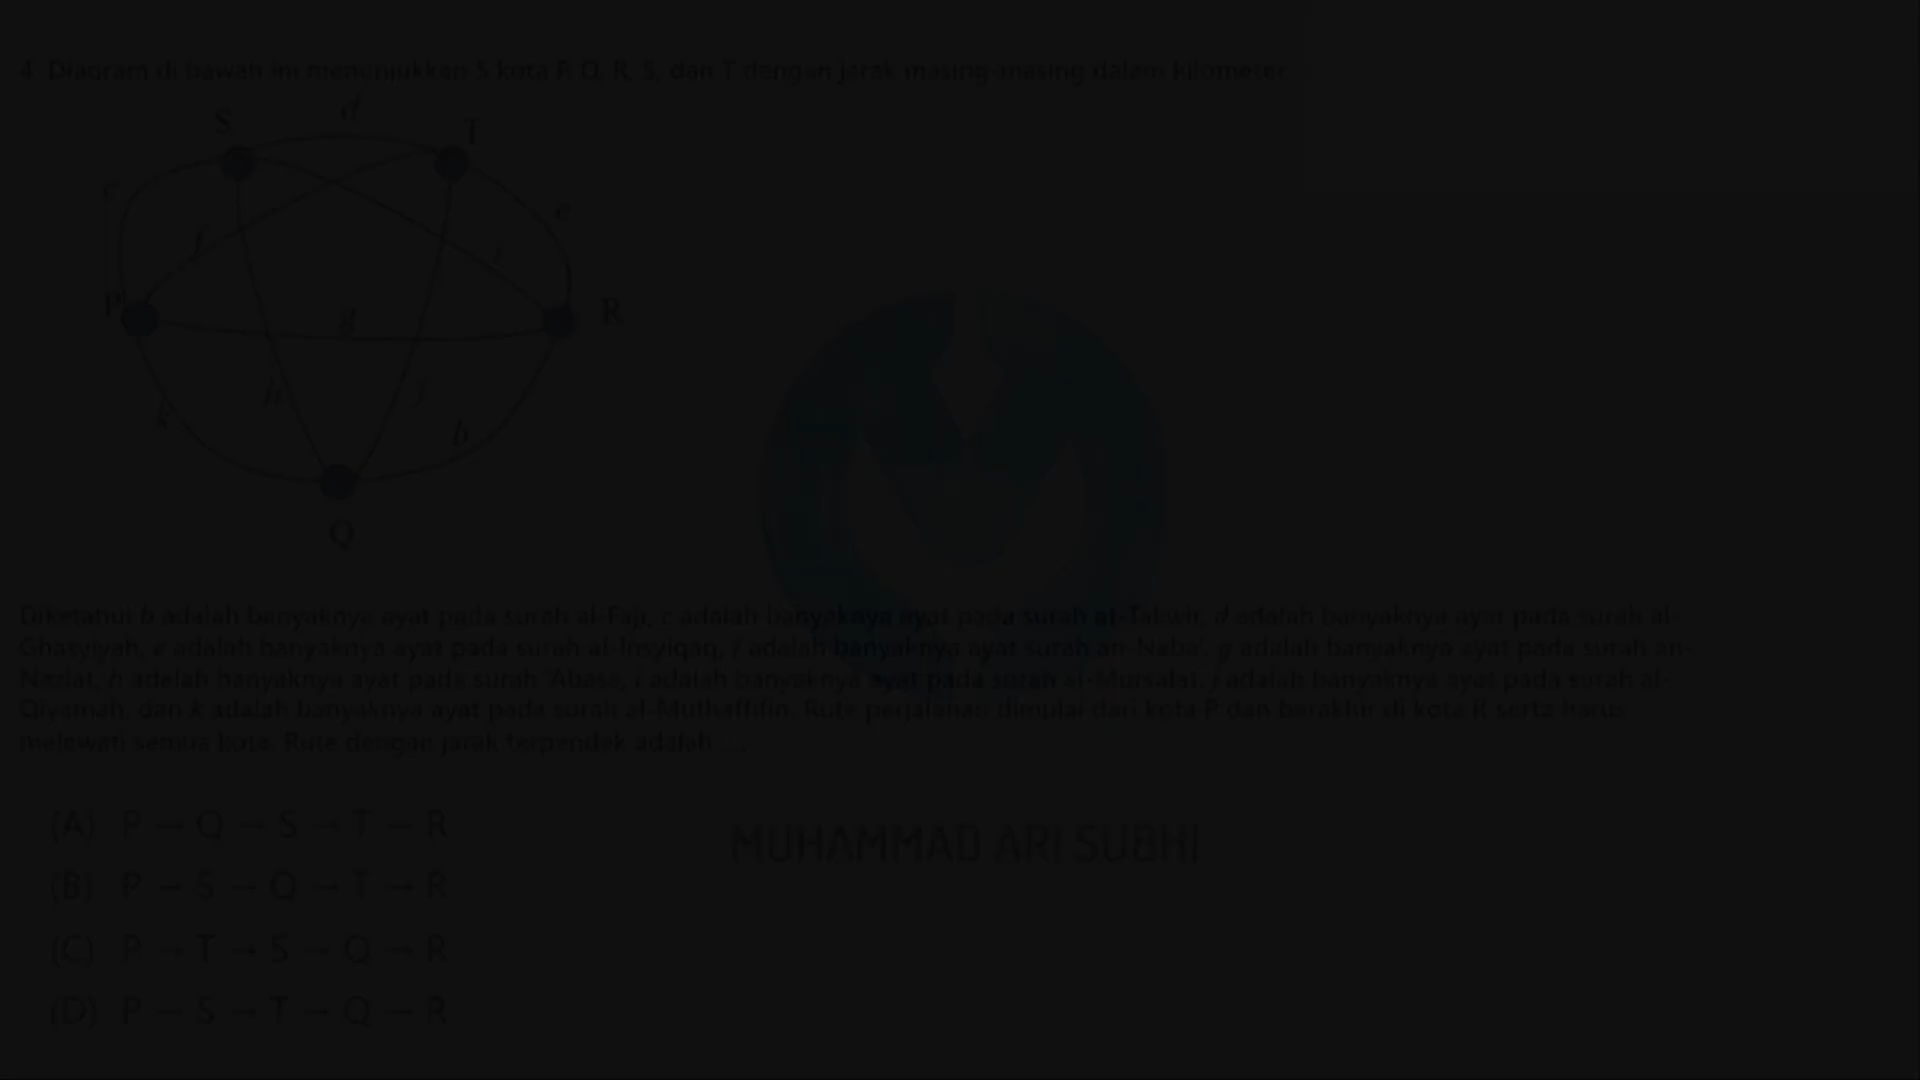 4. Diagram di bawah ini menunjukkan 5 kota P, Q, R, S, dan T dengan jarak masing-masing dalam kilometer.
d
S
T
c
e
f
i
P
g
R
h
j
k
b
Q
Diketahui b adalah banyaknya ayat pada surah al-Fajr, c adalah banyaknya ayat pada surah at-Takwir, d adalah banyaknya ayat pada surah al-
Ghasyiyah, e adalah banyaknya ayat pada surah al-Insyiqaq, f adalah banyaknya ayat surah an-Naba', g adalah banyaknya ayat pada surah an-
Naziat, h adalah banyaknya ayat pada surah 'Abasa, i adalah banyaknya ayat pada surah al-Mursalat, j adalah banyaknya ayat pada surah al-
Qiyamah, dan k adalah banyaknya ayat pada surah al-Muthaffifin. Rute perjalanan dimulai dari kota P dan berakhir di kota R serta harus
melewati semua kota. Rute dengan jarak terpendek adalah ....
(A) P → Q → S → T → R
(B) P → S → Q → T → R
(C) P → T → S → Q → R
(D) P → S → T → Q → R
MUHAMMAD ARI SUBHI